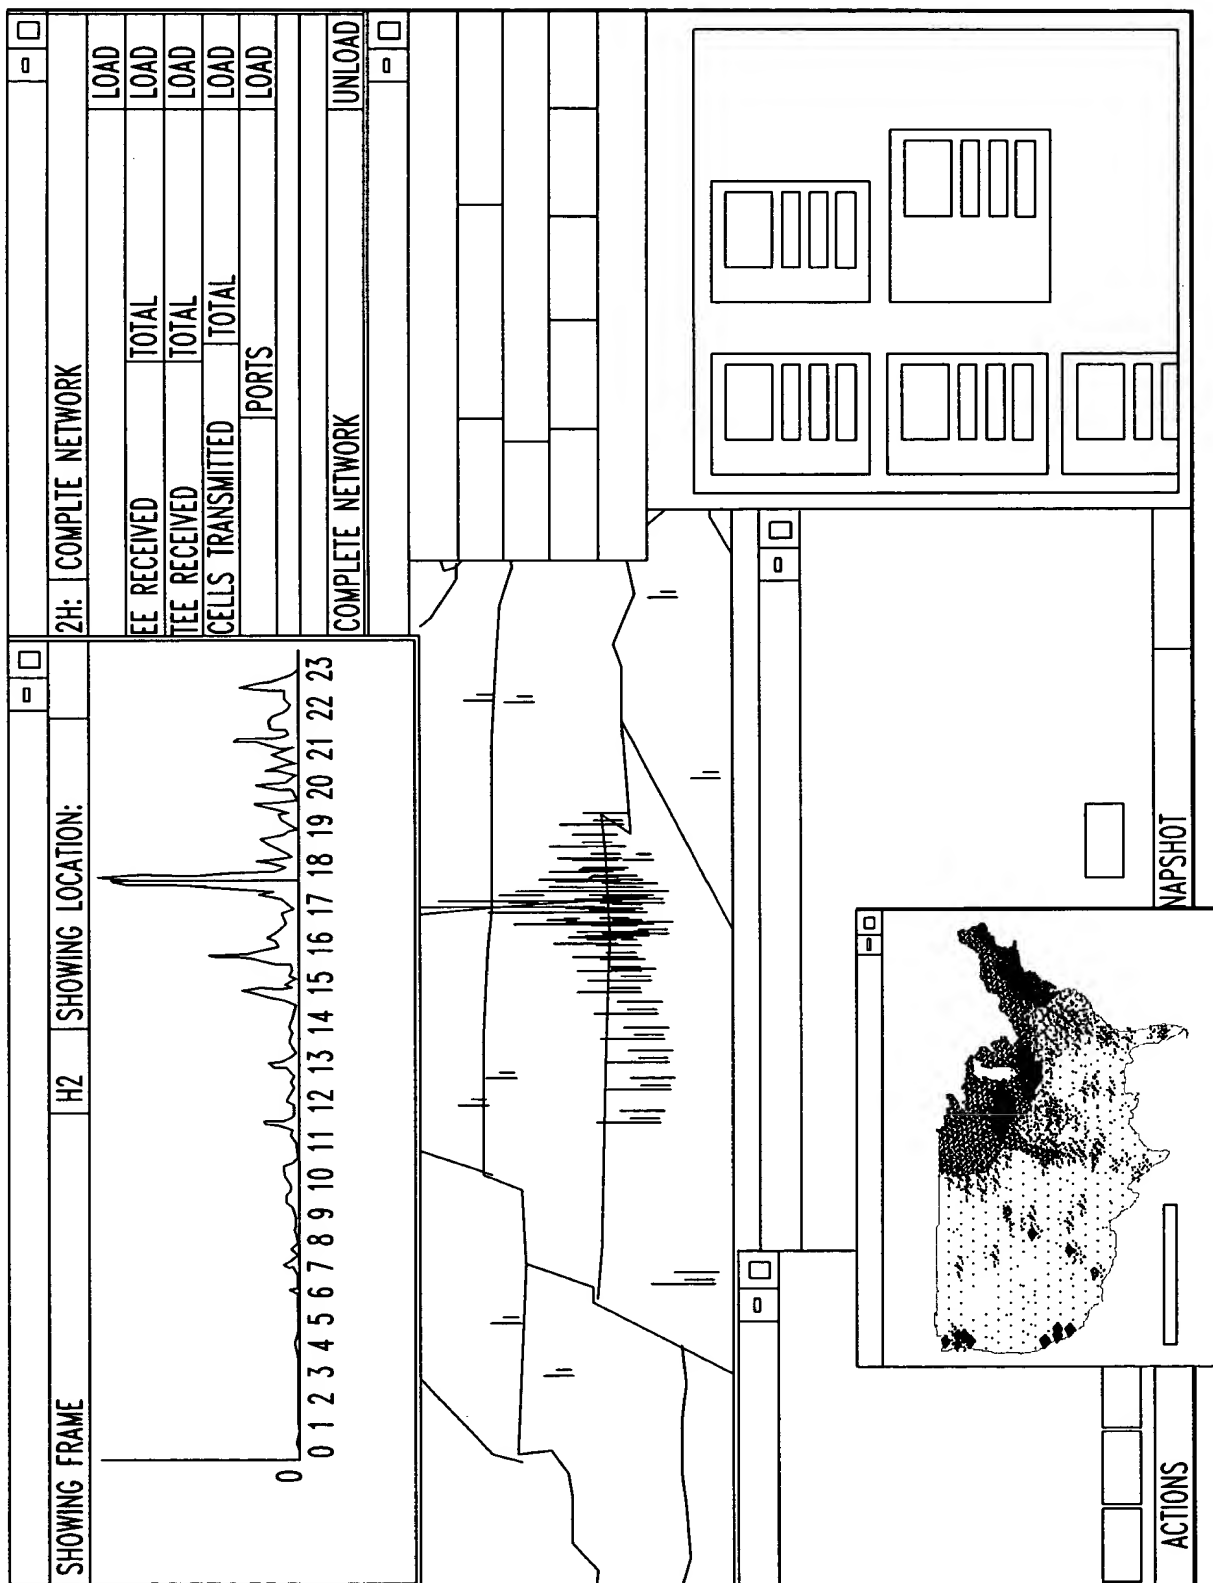 SHOWING FRAME H2 SHOWING LOCATION:
0
0 1 2 3 4 5 6 7 8 9 10 11 12 13 14 15 16 17 18 19 20 21 22 23
2H: COMPLTE NETWORK
LOAD
EE RECEIVED TOTAL LOAD
TEE RECEIVED TOTAL LOAD
CELLS TRANSMITTED TOTAL LOAD
PORTS LOAD
COMPLETE NETWORK UNLOAD
ACTIONS
NAPSHOT